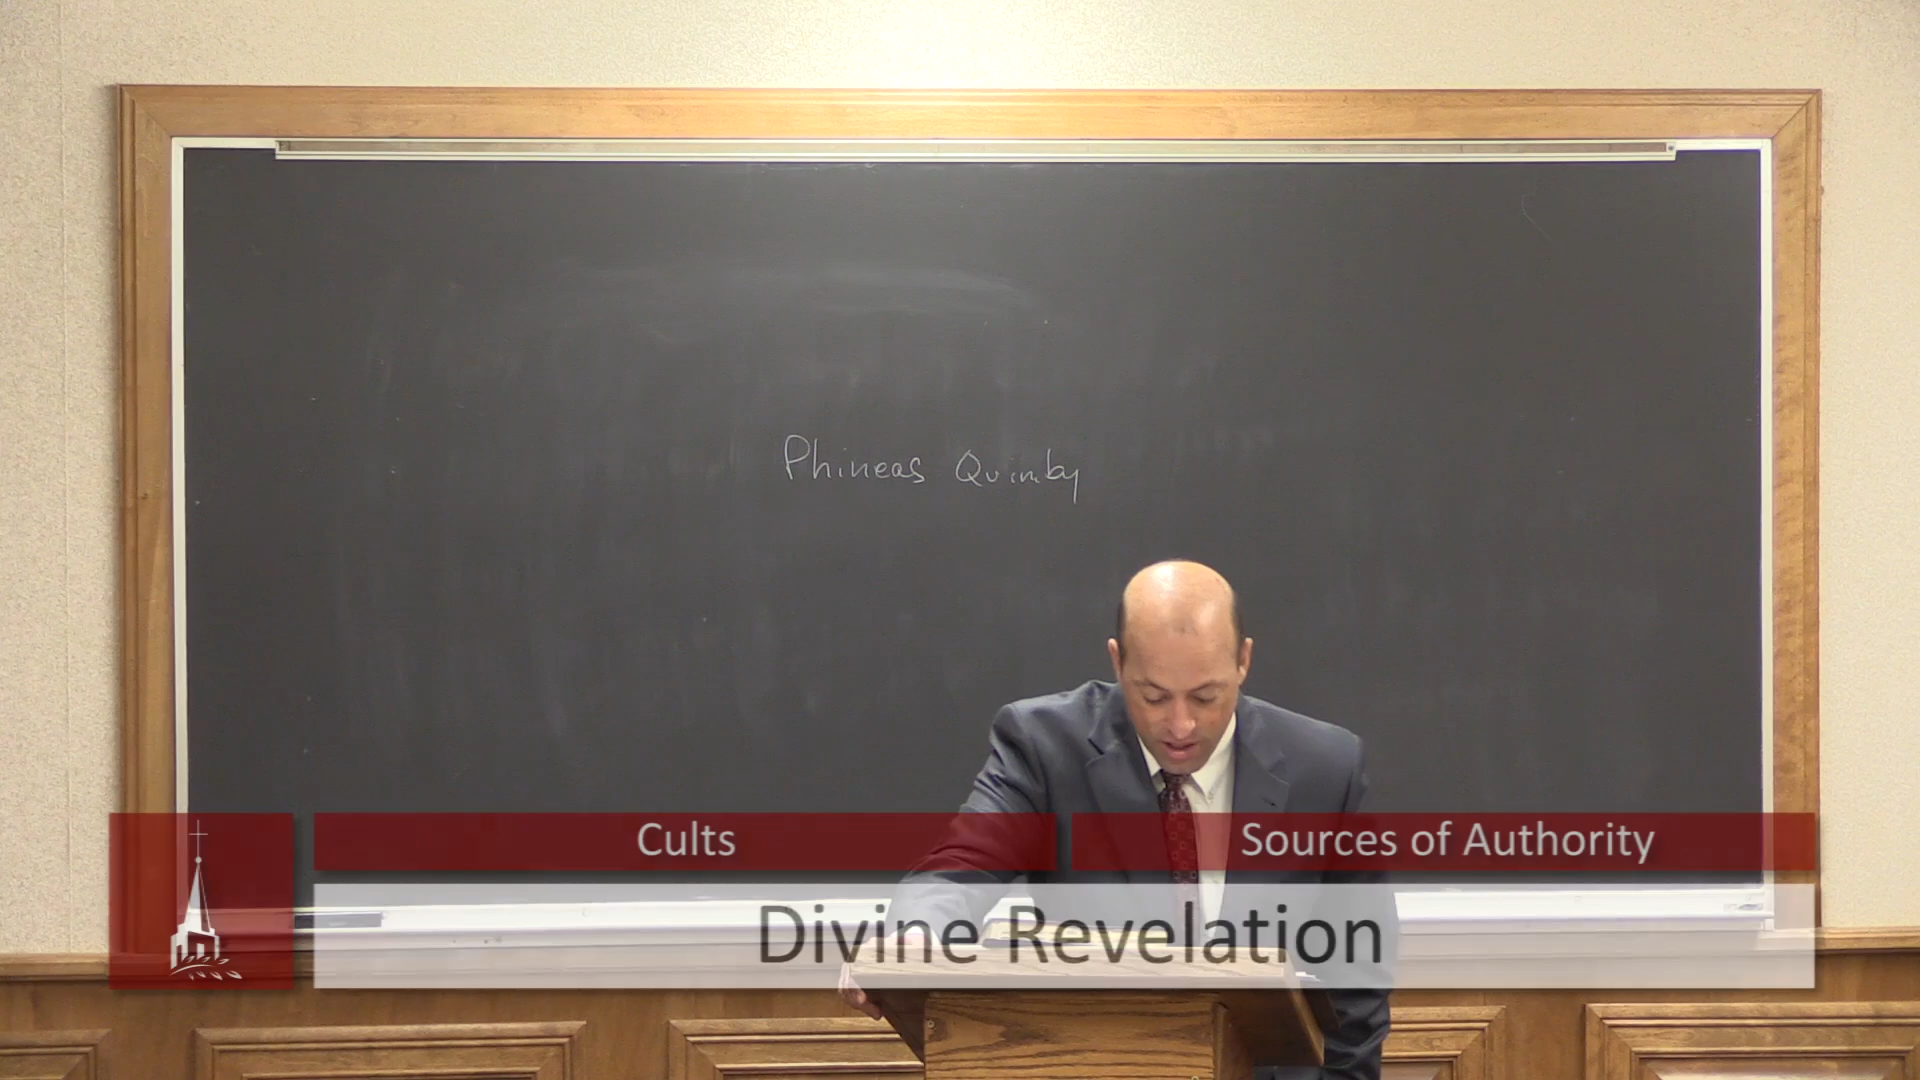 Phineas Quimby
Cults
Sources of Authority
Divine Revelation